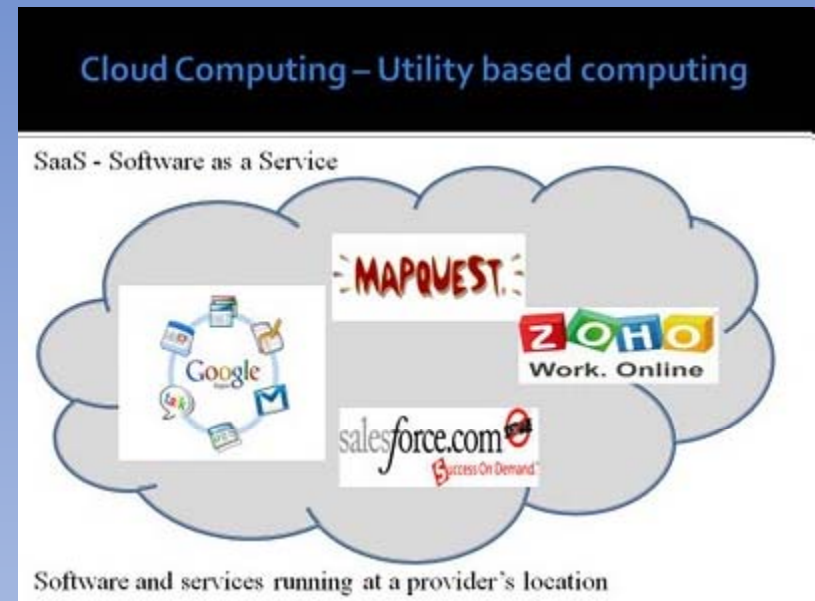 Cloud Computing – Utility based computing
SaaS - Software as a Service
MAPQUEST.
ZOHO
Work. Online
Google
talk
salesforce.com
Success On Demand.
Software and services running at a provider's location